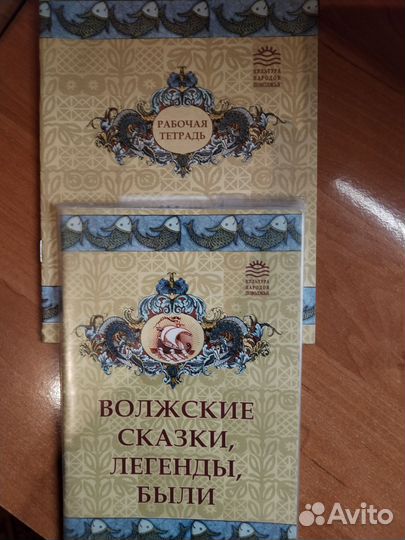 РАБОЧАЯ
ТЕТРАДЬ
КУЛЬТУРА
НАРОДОВ
ПОВОЛЖЬЯ
КУЛЬТУРА
НАРОДОВ
ПОВОЛЖЬЯ
ВОЛЖСКИЕ
СКАЗКИ,
ЛЕГЕНДЫ,
БЫЛИ
Avito